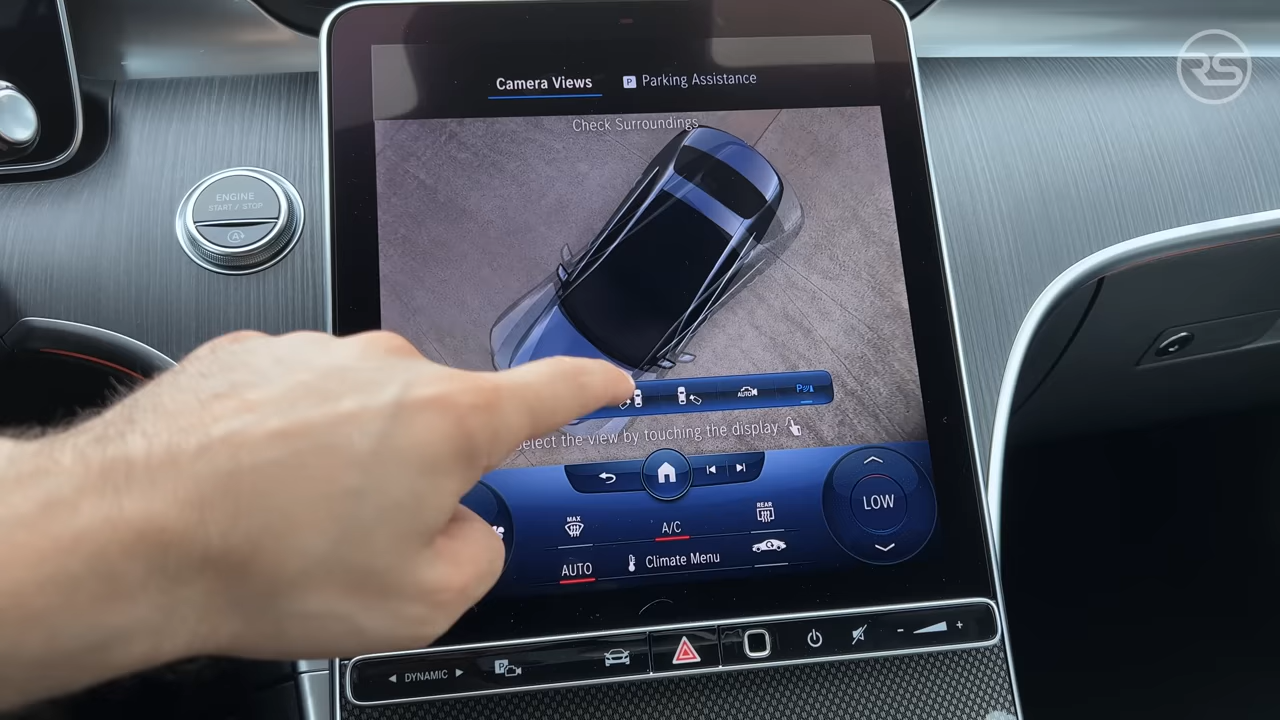 RS
Camera Views
P Parking Assistance
Check Surroundings
ENGINE
START / STOP
A
AUTO
P
elect the view by touching the display
MAX
A/C
REAR
LOW
AUTO
Climate Menu
DYNAMIC
P
- +